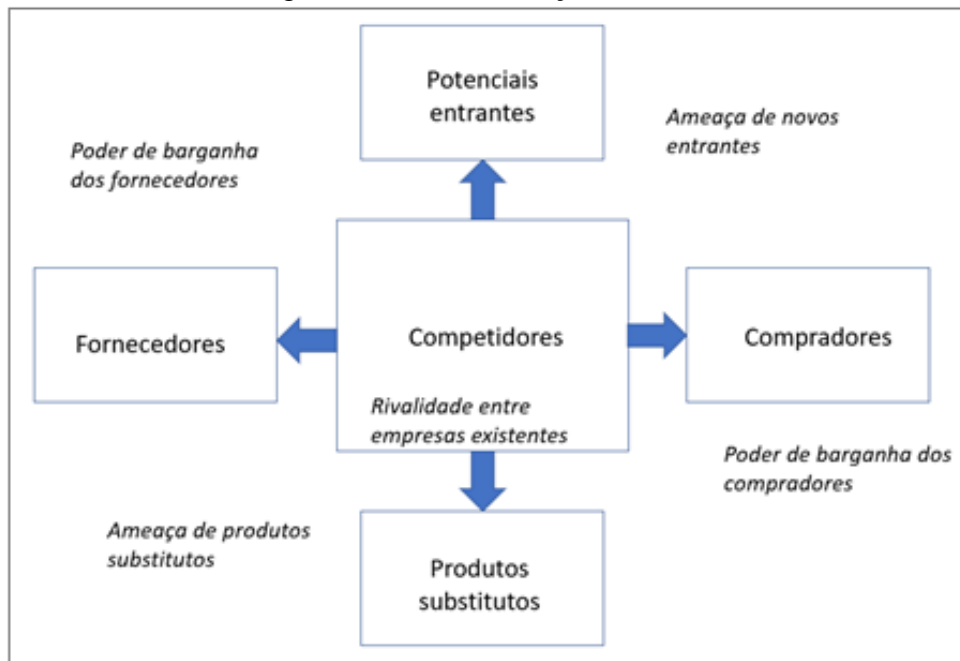 Potenciais
entrantes
Ameaça de novos
entrantes
Poder de barganha
dos fornecedores
Fornecedores
Competidores
Compradores
Rivalidade entre
empresas existentes
Poder de barganha dos
compradores
Ameaça de produtos
substitutos
Produtos
substitutos